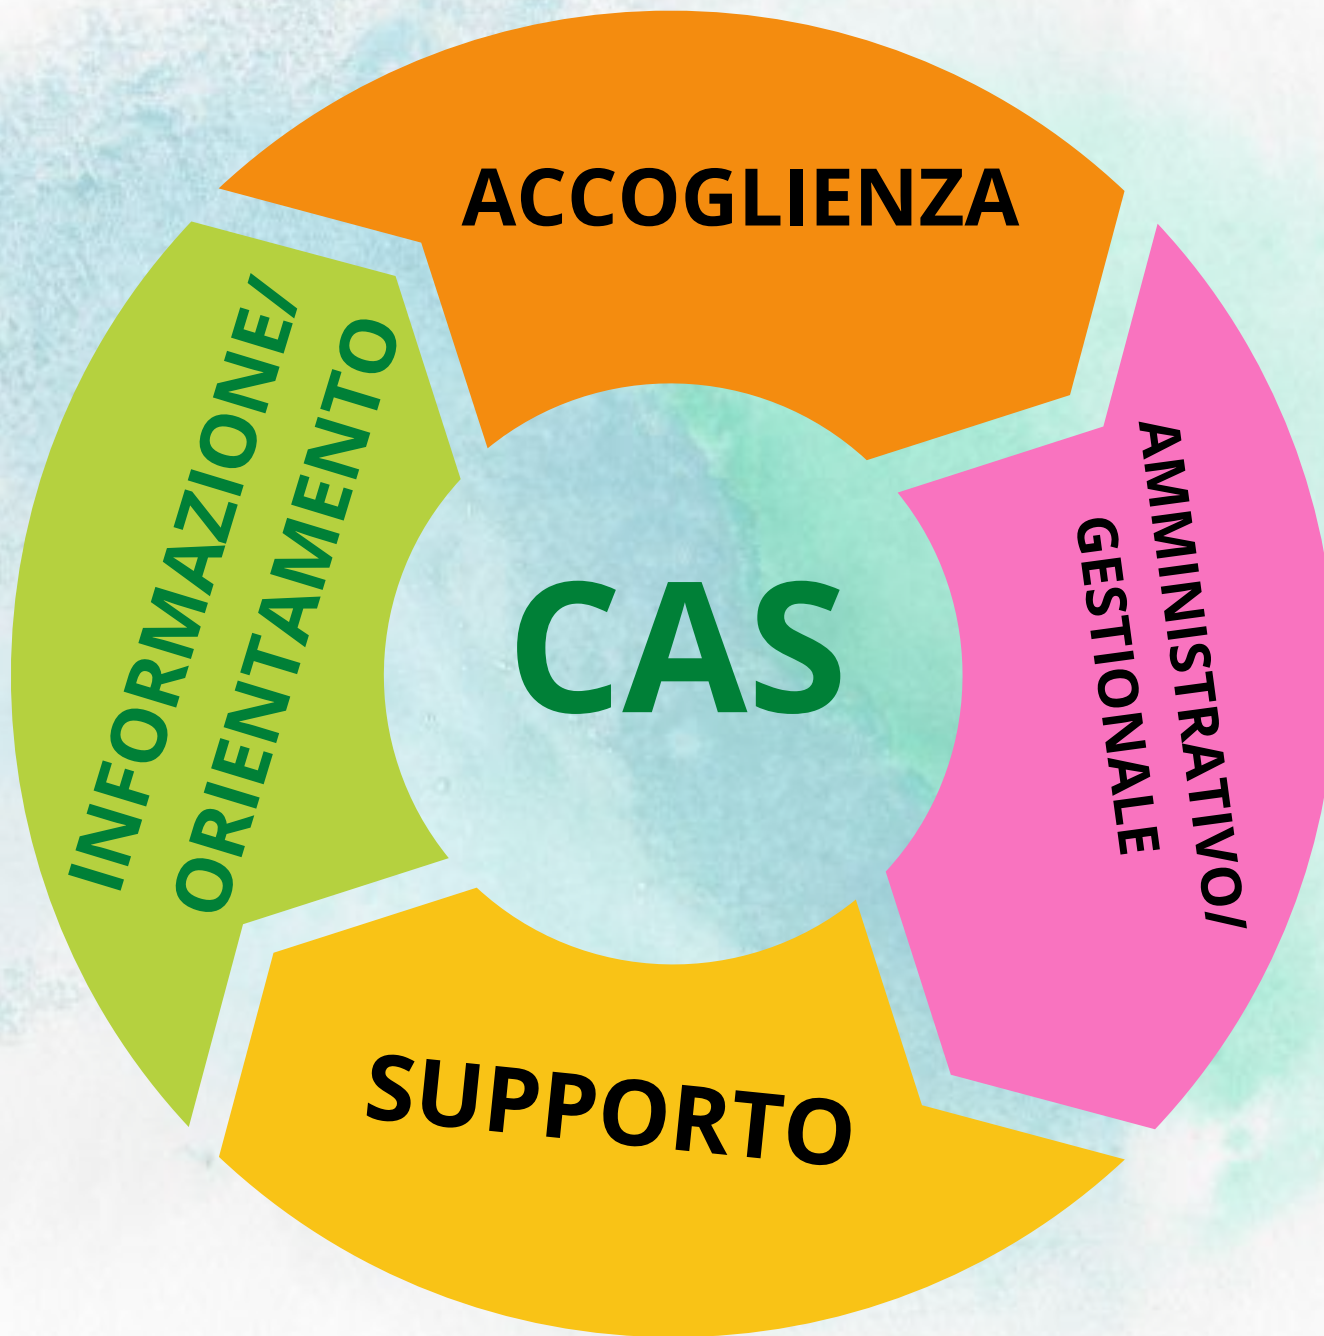 ACCOGLIENZA
AMMINISTRATIVO/
GESTIONALE
SUPPORTO
INFORMAZIONE/
ORIENTAMENTO
CAS